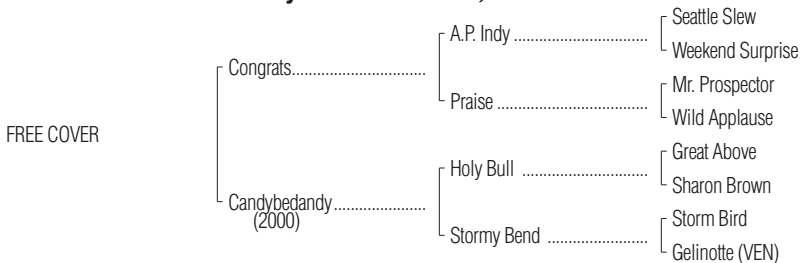 Seattle Slew
A.P. Indy ........................................
Weekend Surprise
Congrats........................................
Mr. Prospector
Praise .............................................
Wild Applause
FREE COVER
Great Above
Holy Bull .....................................
Sharon Brown
Candybedandy ...........................
(2000)
Storm Bird
Stormy Bend ..............................
Gelinotte (VEN)